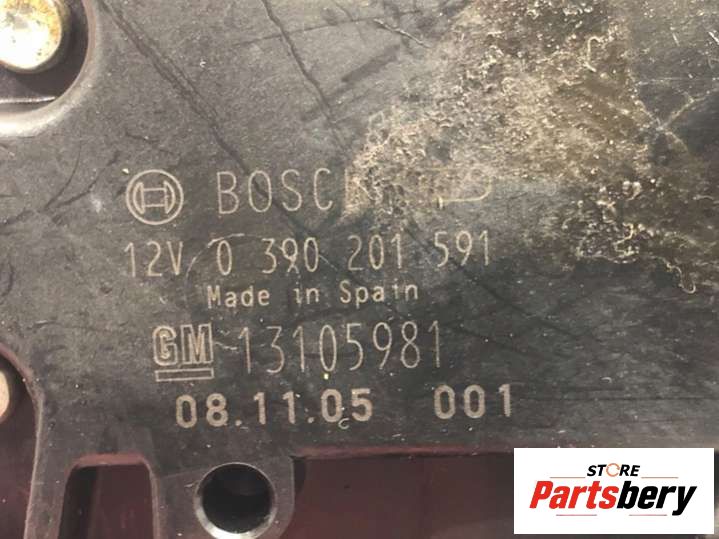 BOSCH
12V 0 390 201 591
Made in Spain
GM 13105981
08.11.05 001
STORE
Partsbery